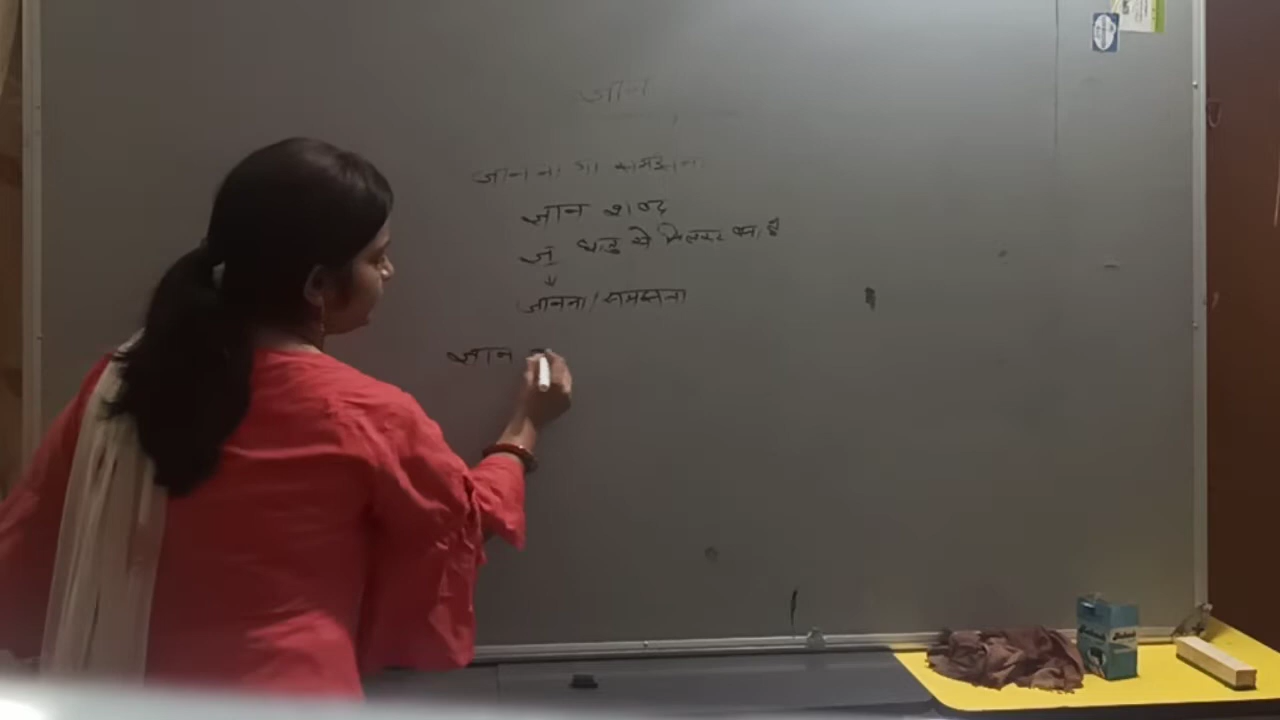 ज्ञान
जानना या समझना
ज्ञान शब्द
ज्ञ धातु से मिलकर बना है
जानना/समझना
ज्ञान